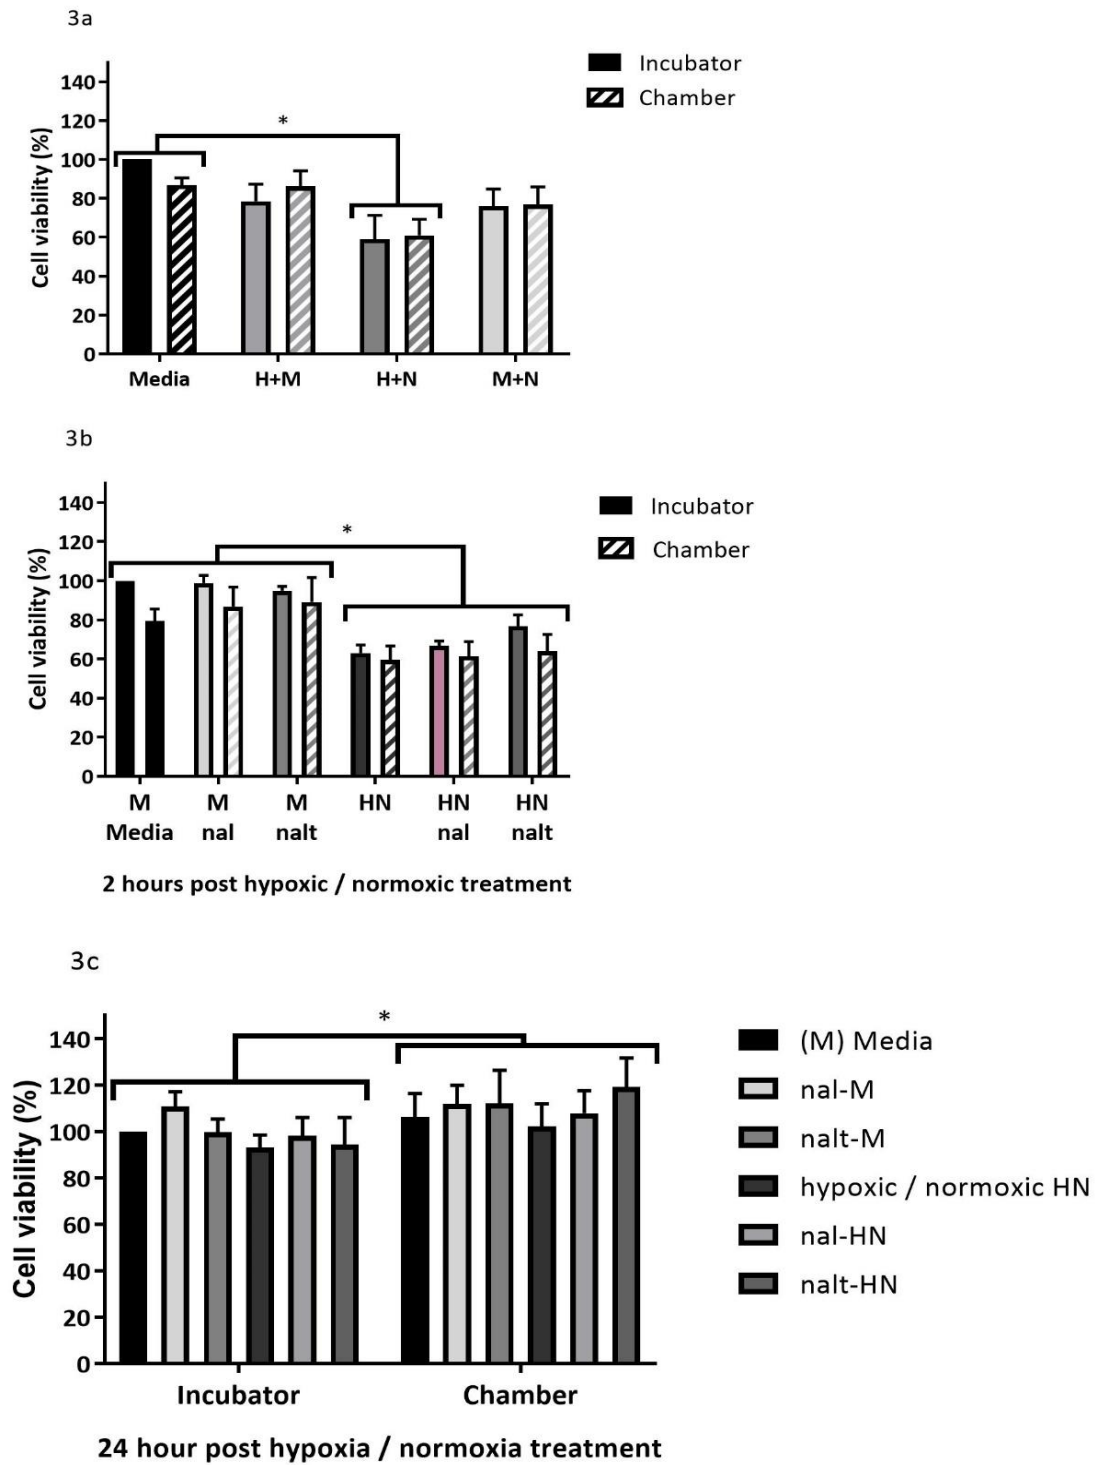 3a
Cell viability (%)
140
120
100
80
60
40
20
0
*
Media H+M H+N M+N
Incubator
Chamber
3b
Cell viability (%)
140
120
100
80
60
40
20
0
*
M M M HN HN HN
Media nal nalt nal nalt
2 hours post hypoxic / normoxic treatment
Incubator
Chamber
3c
Cell viability (%)
140
120
100
80
60
40
20
0
*
Incubator Chamber
24 hour post hypoxia / normoxia treatment
(M) Media
nal-M
nalt-M
hypoxic / normoxic HN
nal-HN
nalt-HN